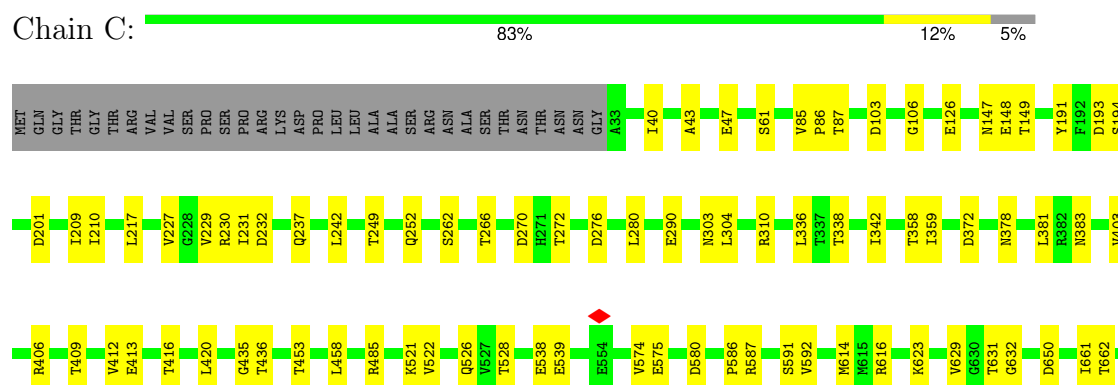 Chain C:
83% 12% 5%
MET GLN GLY THR GLY THR ARG VAL VAL SER PRO SER PRO ARG LYS ASP PRO LEU LEU ALA ALA SER ARG ASN ALA SER THR ASN THR ASN ASN GLY A33 I40 A43 E47 S61 V85 P86 T87 D103 G106 E126 N147 E148 T149 Y191 F192 D193 S194
D201 I209 I210 L217 V227 G228 V229 R230 I231 D232 Q237 L242 T249 Q252 S262 T266 D270 H271 T272 D276 L280 E290 N303 L304 R310 L336 T337 T338 I342 T358 I359 D372 N378 L381 R382 N383
R406 T409 V412 E413 T416 L420 G435 T436 T453 L458 R485 K521 V522 Q526 V527 T528 E538 E539 E554 V574 E575 D580 P586 R587 S591 V592 M614 M615 R616 K623 V629 G630 T631 G632 D650 I661 T662